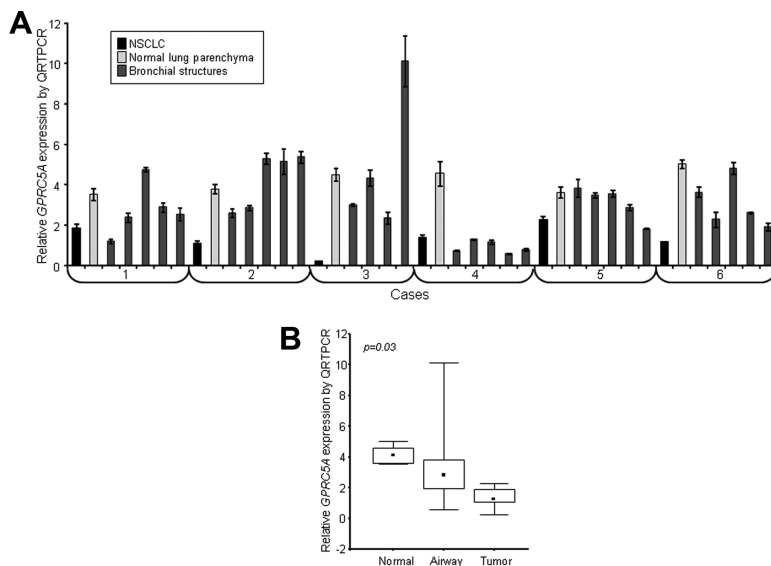 A
Relative GPRC5A expression by QRTPCR
12
10
8
6
4
2
0
NSCLC
Normal lung parenchyma
Bronchial structures
1 2 3 4 5 6
Cases
B
Relative GPRC5A expression by QRTPCR
12
10
8
6
4
2
0
-2
p=0.03
Normal Airway Tumor